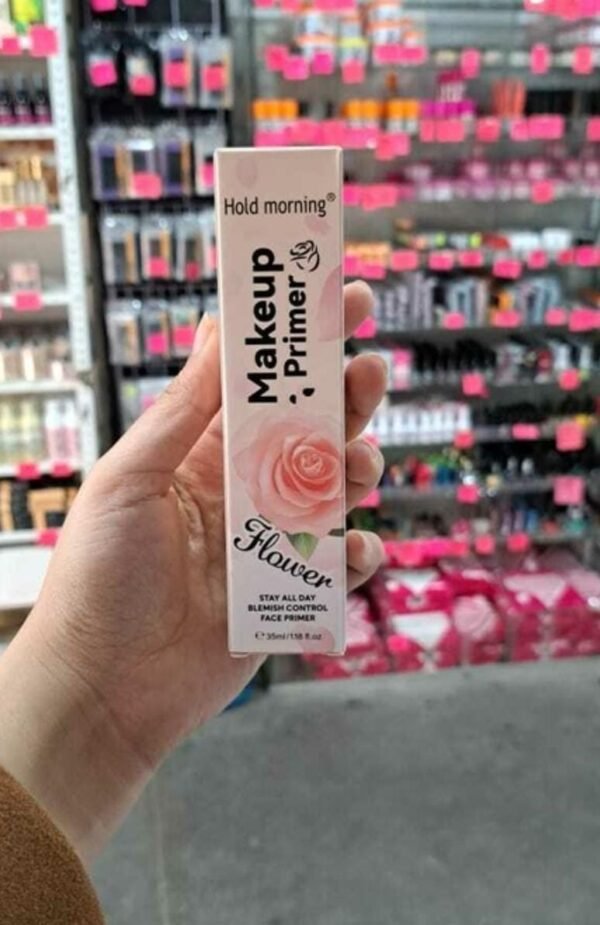 Hold morning®
Makeup
Primer
Flower
STAY ALL DAY
BLEMISH CONTROL
FACE PRIMER
℮ 35ml/1.18 fl.oz